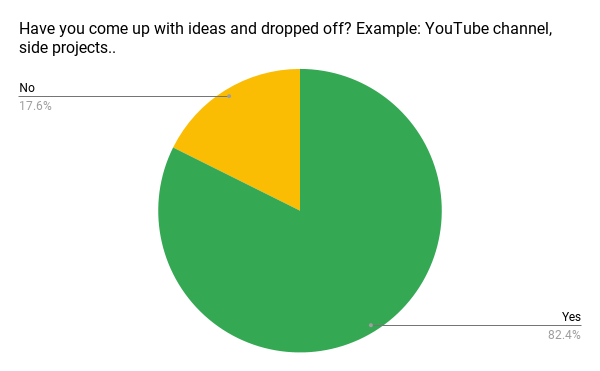 Have you come up with ideas and dropped off? Example: YouTube channel,
side projects..
No
17.6%
Yes
82.4%